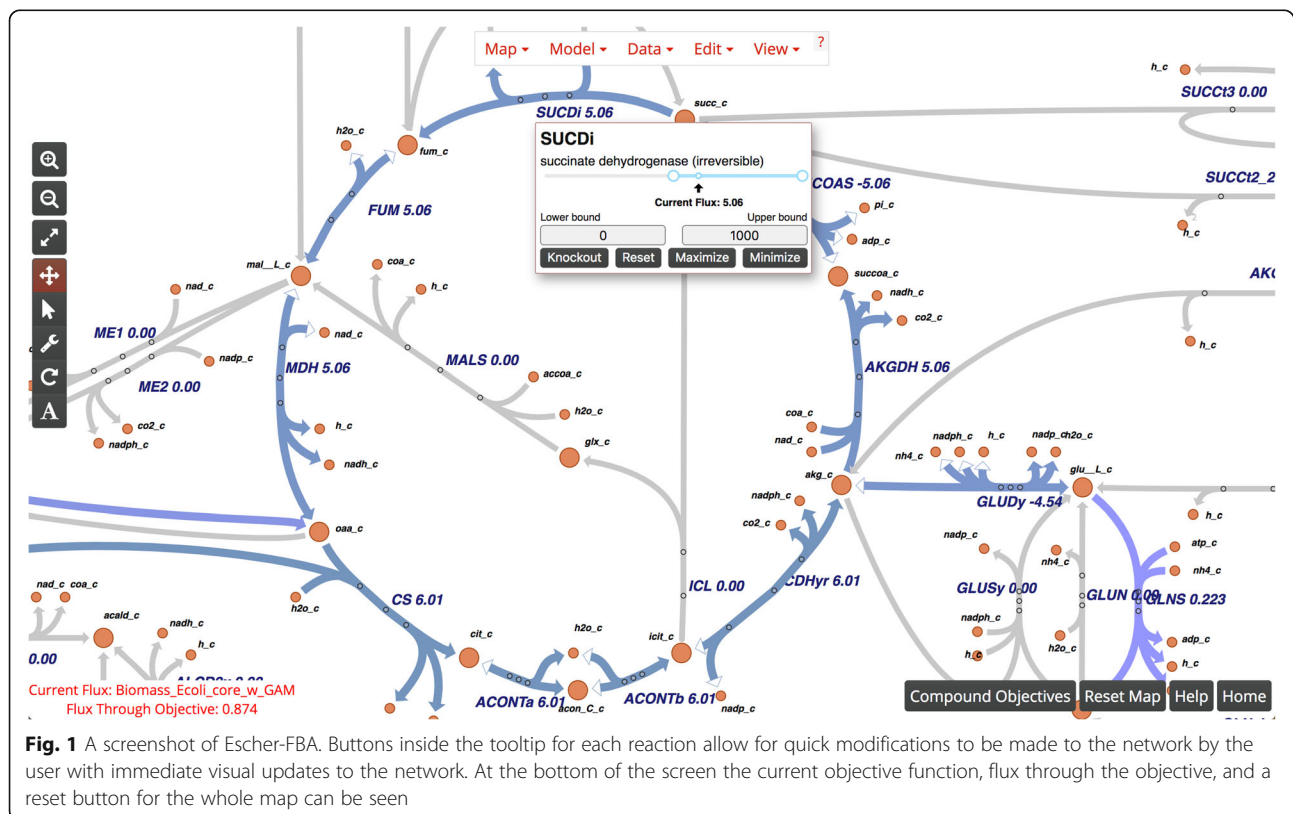 Map Model Data Edit View ?
h_c
SUCCt3 0.00
succ_c
SUCDi 5.06
h2o_c
fum_c
SUCDi
succinate dehydrogenase (irreversible)
Current Flux: 5.06
Lower bound Upper bound
0 1000
Knockout Reset Maximize Minimize
COAS -5.06
SUCCt2_2
pi_c
adp_c
h_c
FUM 5.06
mal__L_c
coa_c
h_c
succoa_c
nadh_c
co2_c
AKG
nad_c
ME1 0.00
nad_c
MDH 5.06
MALS 0.00
AKGDH 5.06
h_c
ME2 0.00
nadp_c
accoa_c
h2o_c
co2_c
nadph_c
h_c
nadh_c
glx_c
coa_c
nad_c
akg_c
nadph_c
h_c
nadp_c
h2o_c
nh4_c
glu__L_c
GLUDy -4.54
nadph_c
co2_c
h_c
oaa_c
nadp_c
nh4_c
atp_c
nh4_c
ICL 0.00
CDHyr 6.01
GLUSy 0.00
GLUN 0.00
GLNS 0.223
nad_c coa_c
h2o_c
CS 6.01
acald_c
nadh_c
h_c
cit_c
h2o_c
icit_c
nadph_c
h_c
h2o_c
adp_c
h_c
0.00
ACONTa 6.01
acon_C_c
ACONTb 6.01
nadp_c
Current Flux: Biomass_Ecoli_core_w_GAM
Flux Through Objective: 0.874
Compound Objectives Reset Map Help Home
A
Fig. 1 A screenshot of Escher-FBA. Buttons inside the tooltip for each reaction allow for quick modifications to be made to the network by the
user with immediate visual updates to the network. At the bottom of the screen the current objective function, flux through the objective, and a
reset button for the whole map can be seen